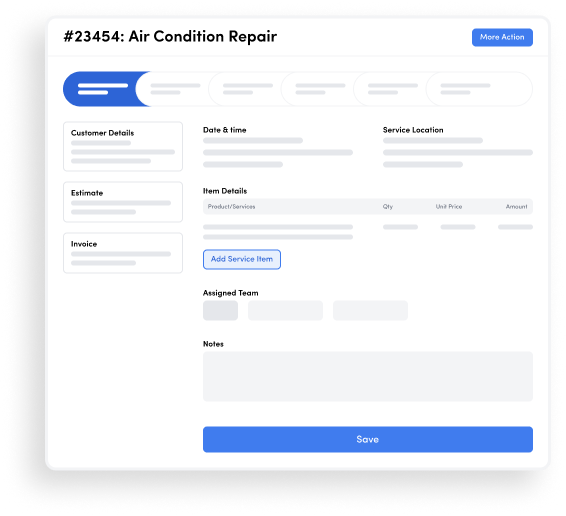 #23454: Air Condition Repair
More Action
Customer Details
Estimate
Invoice
Date & time
Service Location
Item Details
Product/Services Qty Unit Price Amount
Add Service Item
Assigned Team
Notes
Save